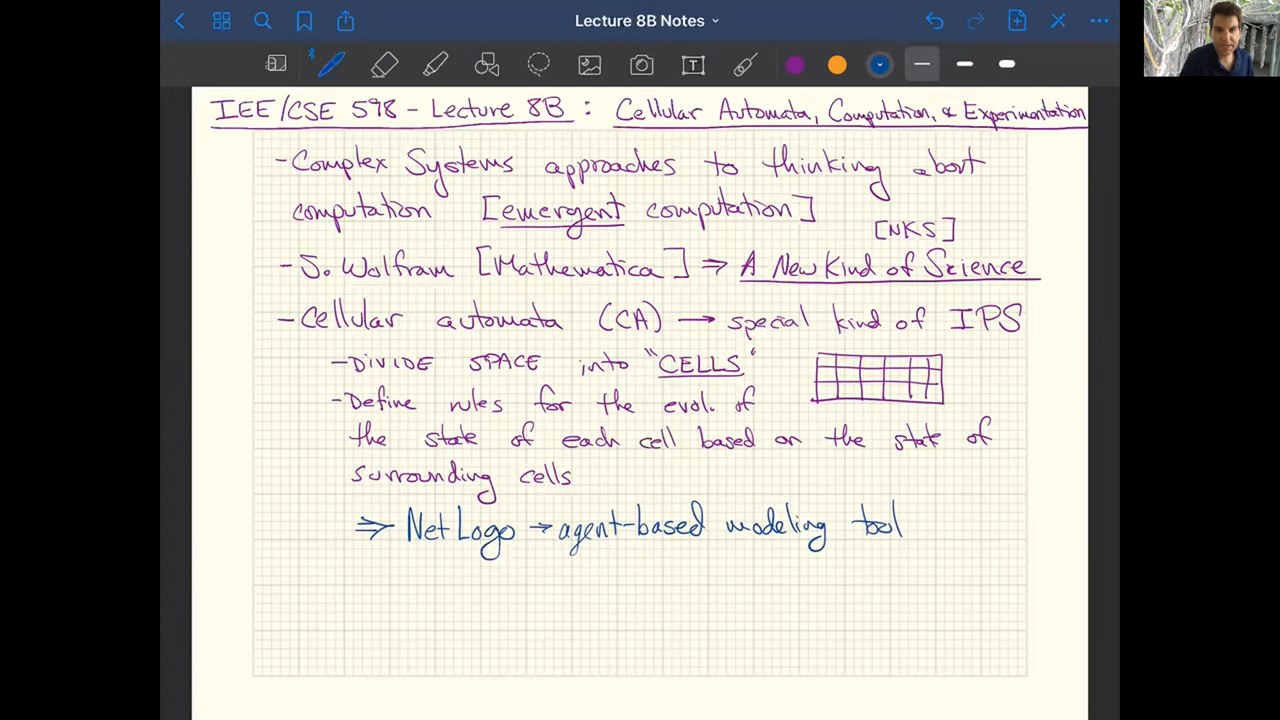 Lecture 8B Notes
IEE/CSE 598 - Lecture 8B : Cellular Automata, Computation, & Experimentation
- Complex Systems approaches to thinking about
computation [emergent computation]
[NKS]
- S. Wolfram [Mathematica] ⇒ A New Kind of Science
- Cellular automata (CA) → special kind of IPS
- DIVIDE SPACE into "CELLS"
- Define rules for the evol. of
the state of each cell based on the state of
surrounding cells
⇒ NetLogo → agent-based modeling tool